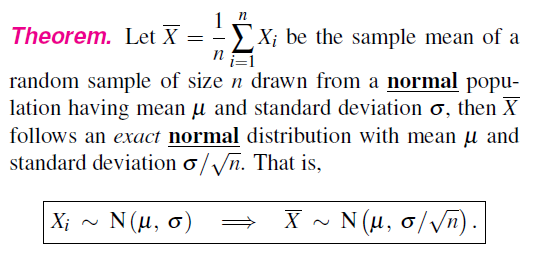 Theorem. Let X̅ = 1/n ∑ᵢ₌₁ⁿ Xᵢ be the sample mean of a
random sample of size n drawn from a normal popu-
lation having mean μ and standard deviation σ, then X̅
follows an exact normal distribution with mean μ and
standard deviation σ/√n. That is,
Xᵢ ~ N(μ, σ) ⟹ X̅ ~ N(μ, σ/√n).